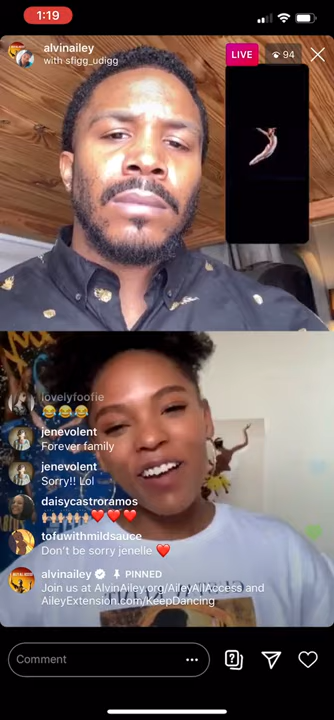 1:19
alvinailey
with sfigg_udigg
LIVE
94
lovelyfoofie
😂😂😂
jenevolent
Forever family
jenevolent
Sorry!! Lol
daisycastroramos
🙌🏼🙌🏼🙌🏼🙌🏼🙌🏼❤️❤️❤️
tofuwithmildsauce
Don't be sorry jenelle ❤️
alvinailey PINNED
Join us at AlvinAiley.org/AileyAllAccess and
AileyExtension.com/KeepDancing
Comment